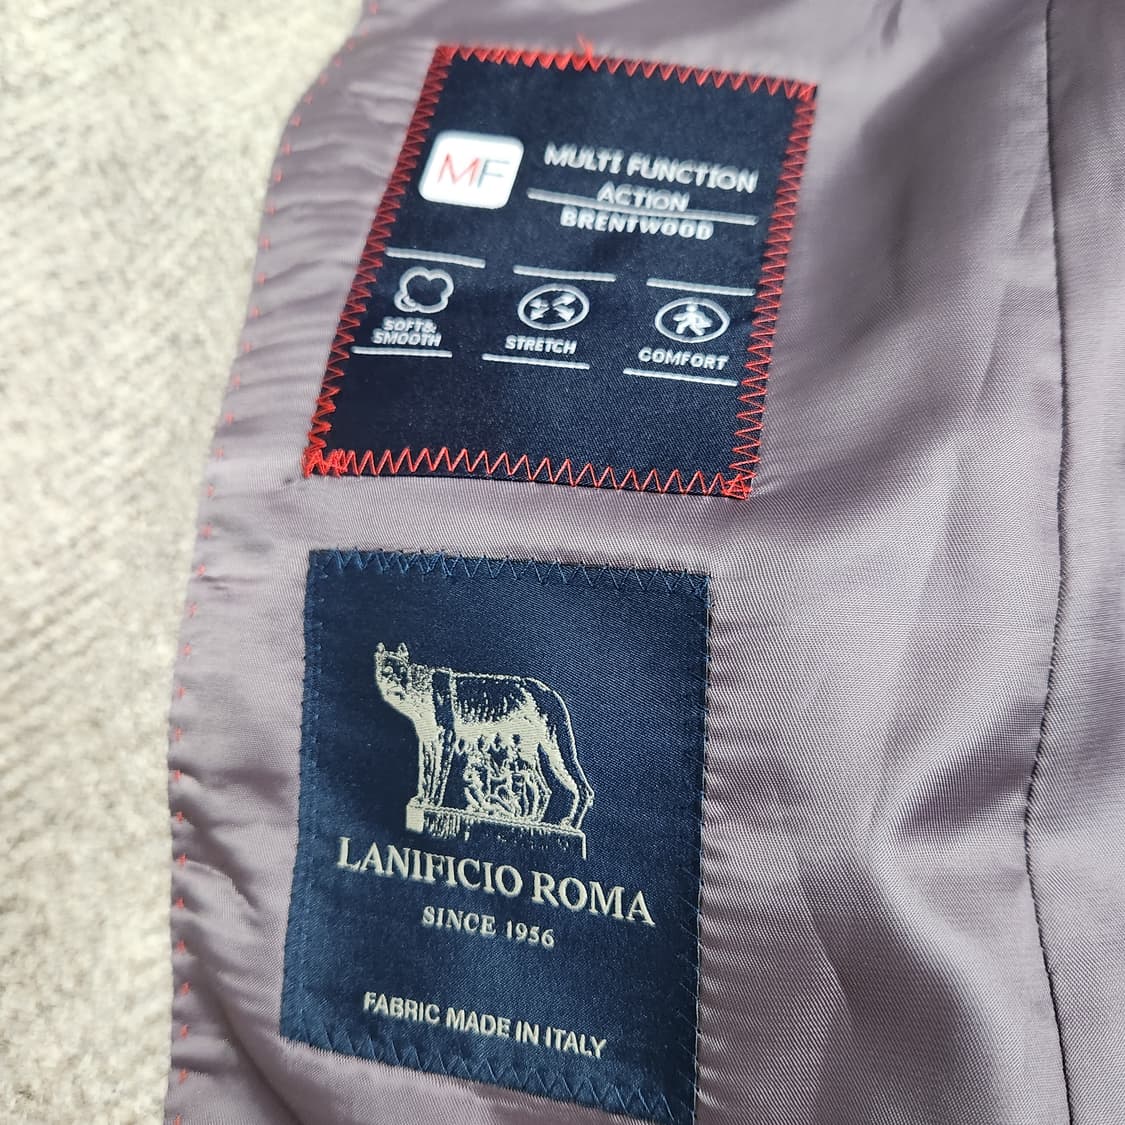 MF
MULTI FUNCTION
ACTION
BRENTWOOD
SOFT&
SMOOTH
STRETCH
COMFORT
LANIFICIO ROMA
SINCE 1956
FABRIC MADE IN ITALY